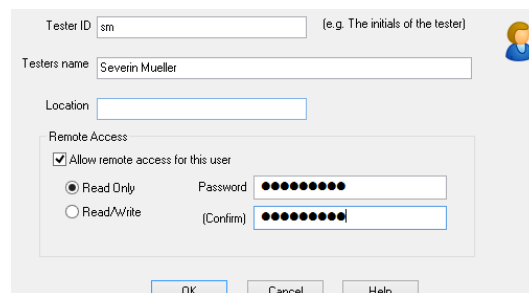 Tester ID sm (e.g. The initials of the tester)
Testers name Severin Mueller
Location
Remote Access
Allow remote access for this user
Read Only Password ●●●●●●●●●
Read/Write (Confirm) ●●●●●●●●●
OK Cancel Help